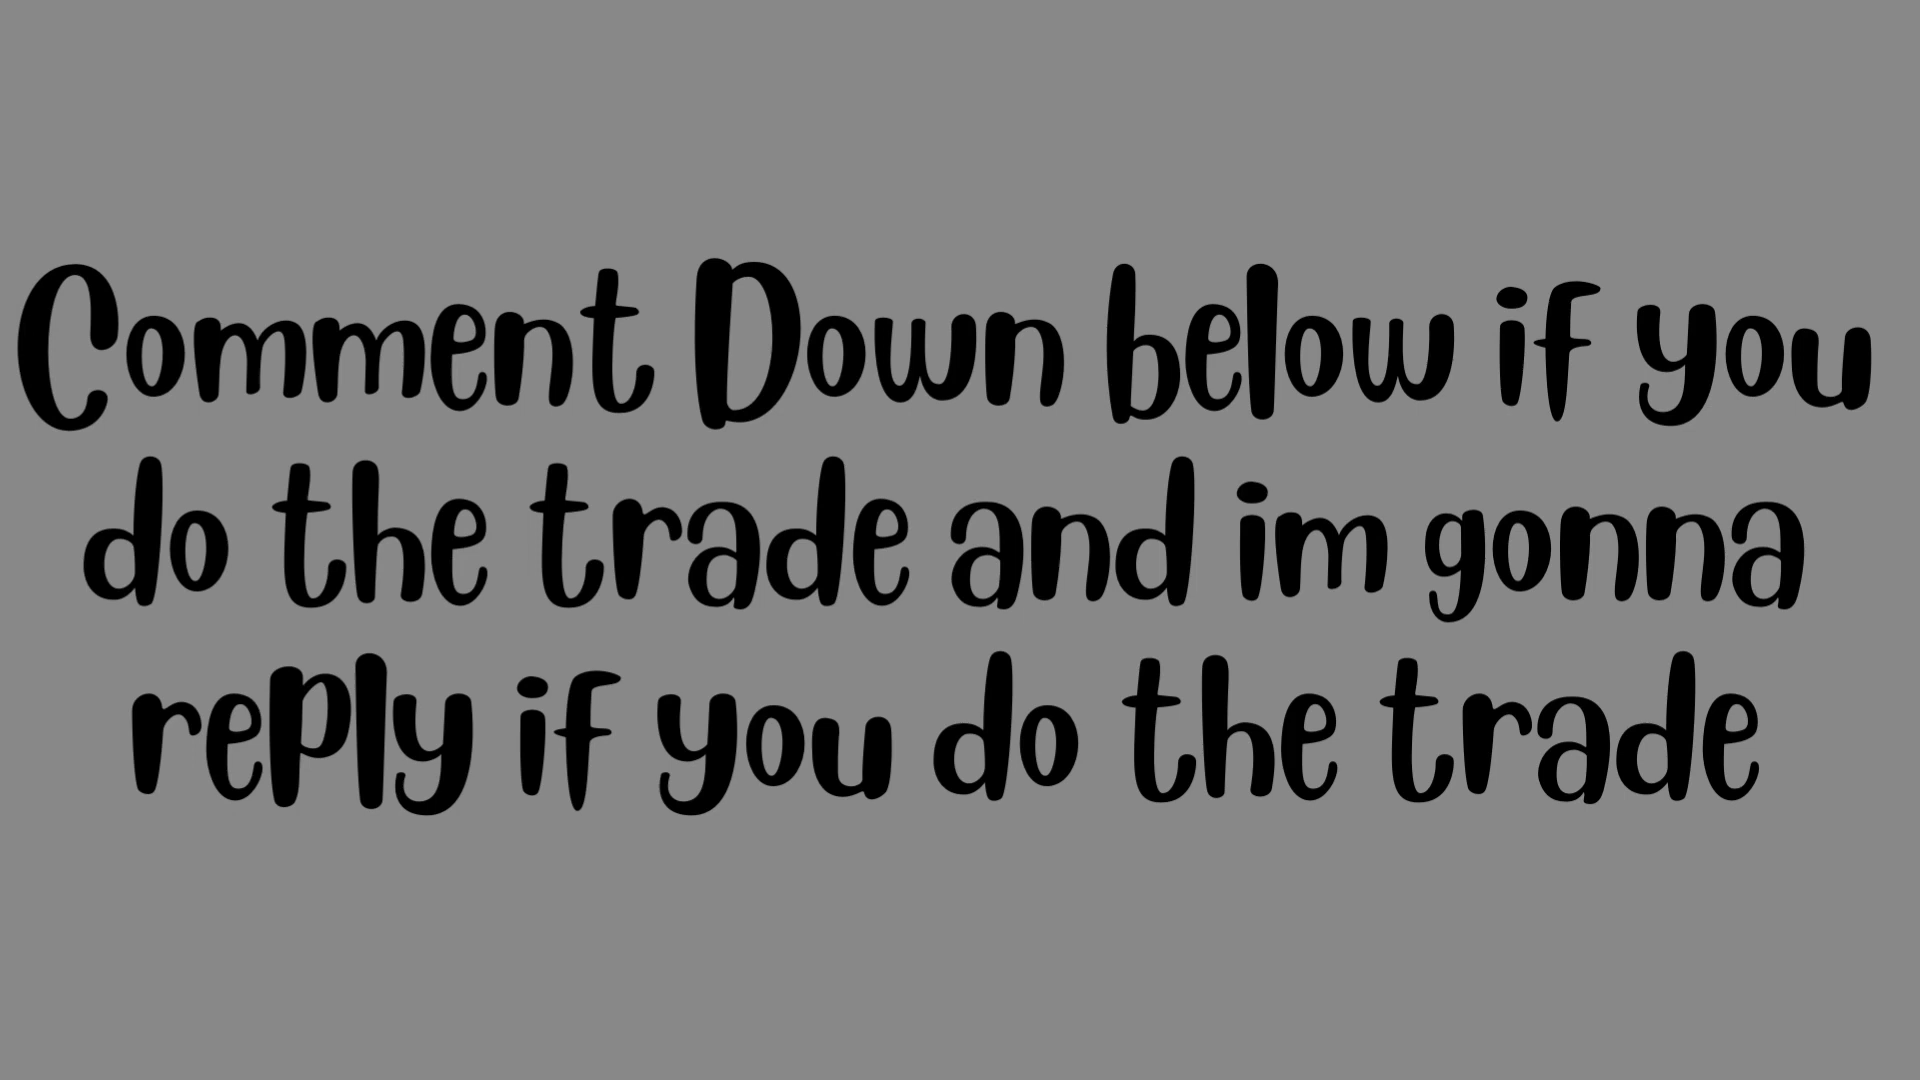 Comment Down below if you
do the trade and im gonna
reply if you do the trade